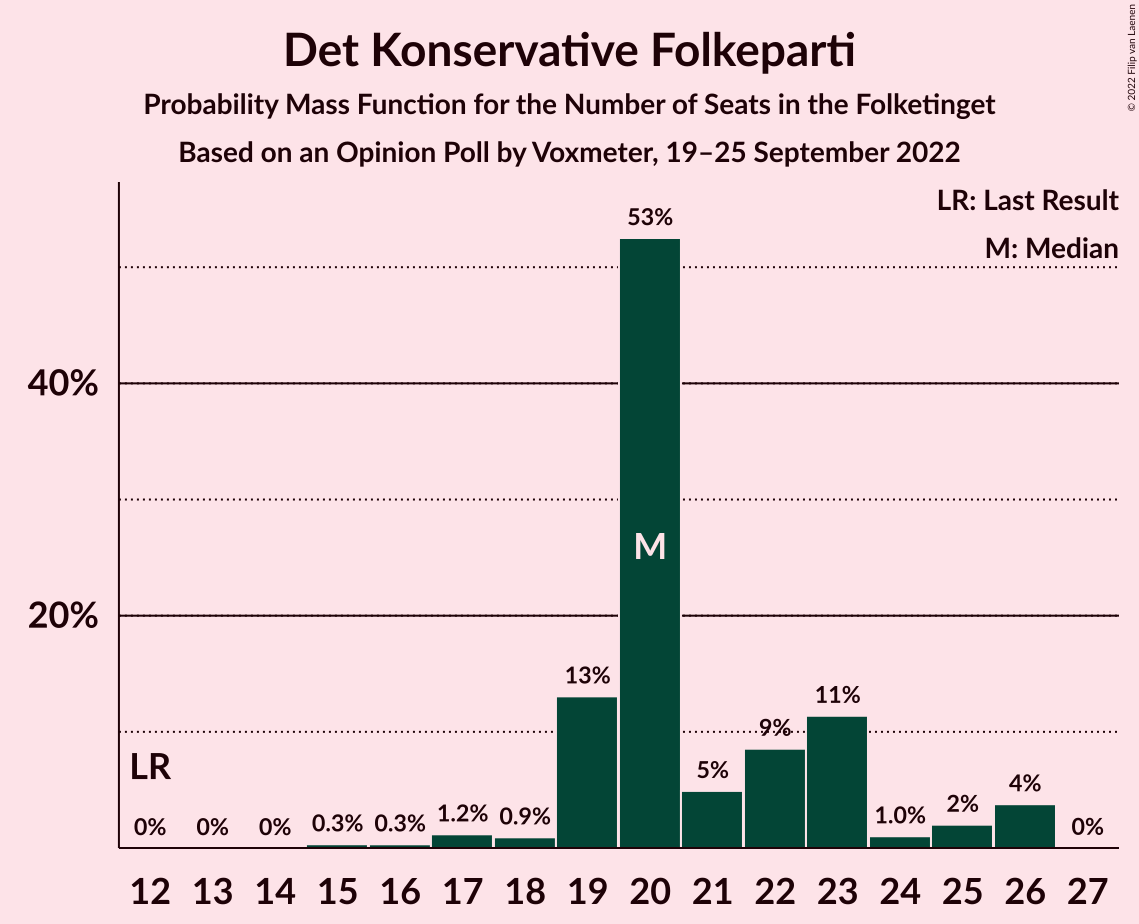 Det Konservative Folkeparti
Probability Mass Function for the Number of Seats in the Folketinget
Based on an Opinion Poll by Voxmeter, 19–25 September 2022
© 2022 Filip van Laenen
LR: Last Result
M: Median
53%
40%
M
20%
13%
11%
9%
LR
5%
4%
2%
1.2%
1.0%
0.9%
0.3%
0.3%
0%
0%
0%
0%
12 13 14 15 16 17 18 19 20 21 22 23 24 25 26 27